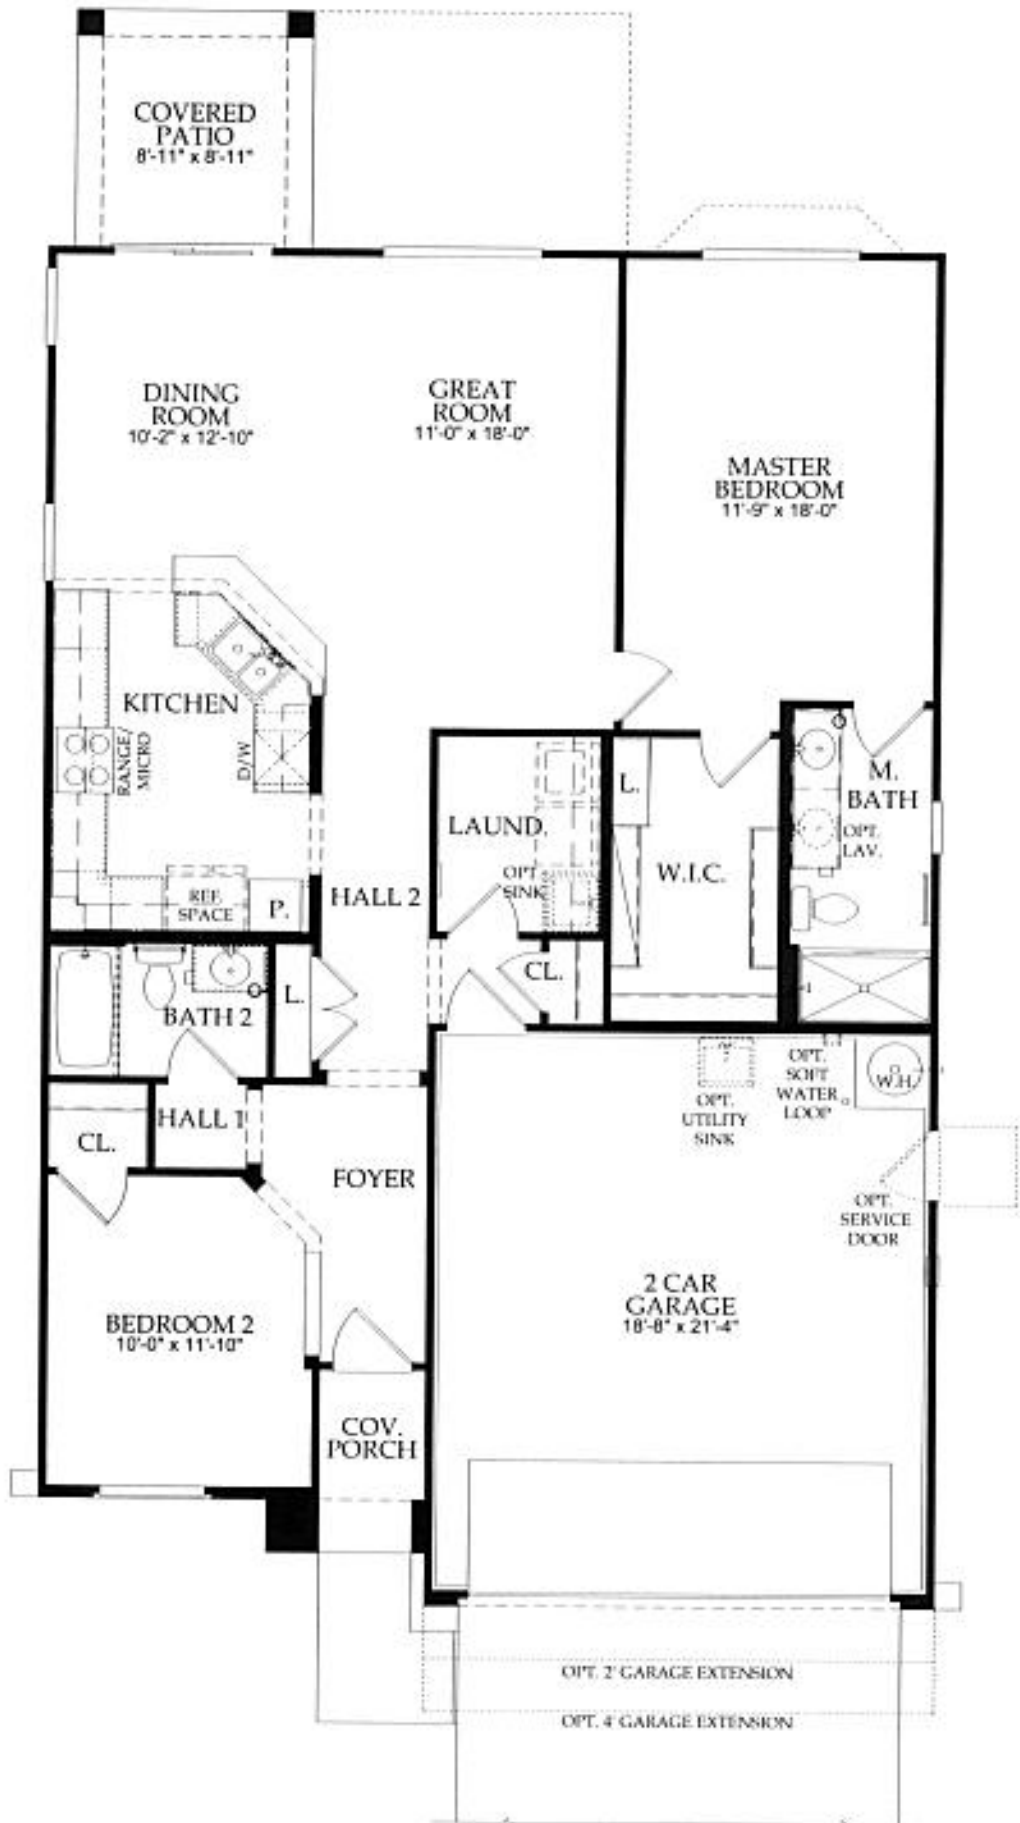 COVERED
PATIO
8'-11" x 8'-11"
DINING
ROOM
10'-2" x 12'-10"
GREAT
ROOM
11'-0" x 18'-0"
MASTER
BEDROOM
11'-9" x 18'-0"
KITCHEN
RANGE/
MICRO
D/W
REF.
SPACE
P.
LAUND.
OPT
SINK
HALL 2
L.
W.I.C.
M.
BATH
OPT.
LAV.
BATH 2
L.
CL.
CL.
HALL 1
FOYER
OPT.
UTILITY
SINK
OPT.
SOFT
WATER
LOOP
W.H.
OPT.
SERVICE
DOOR
BEDROOM 2
10'-0" x 11'-10"
2 CAR
GARAGE
18'-8" x 21'-4"
COV.
PORCH
OPT. 2' GARAGE EXTENSION
OPT. 4' GARAGE EXTENSION